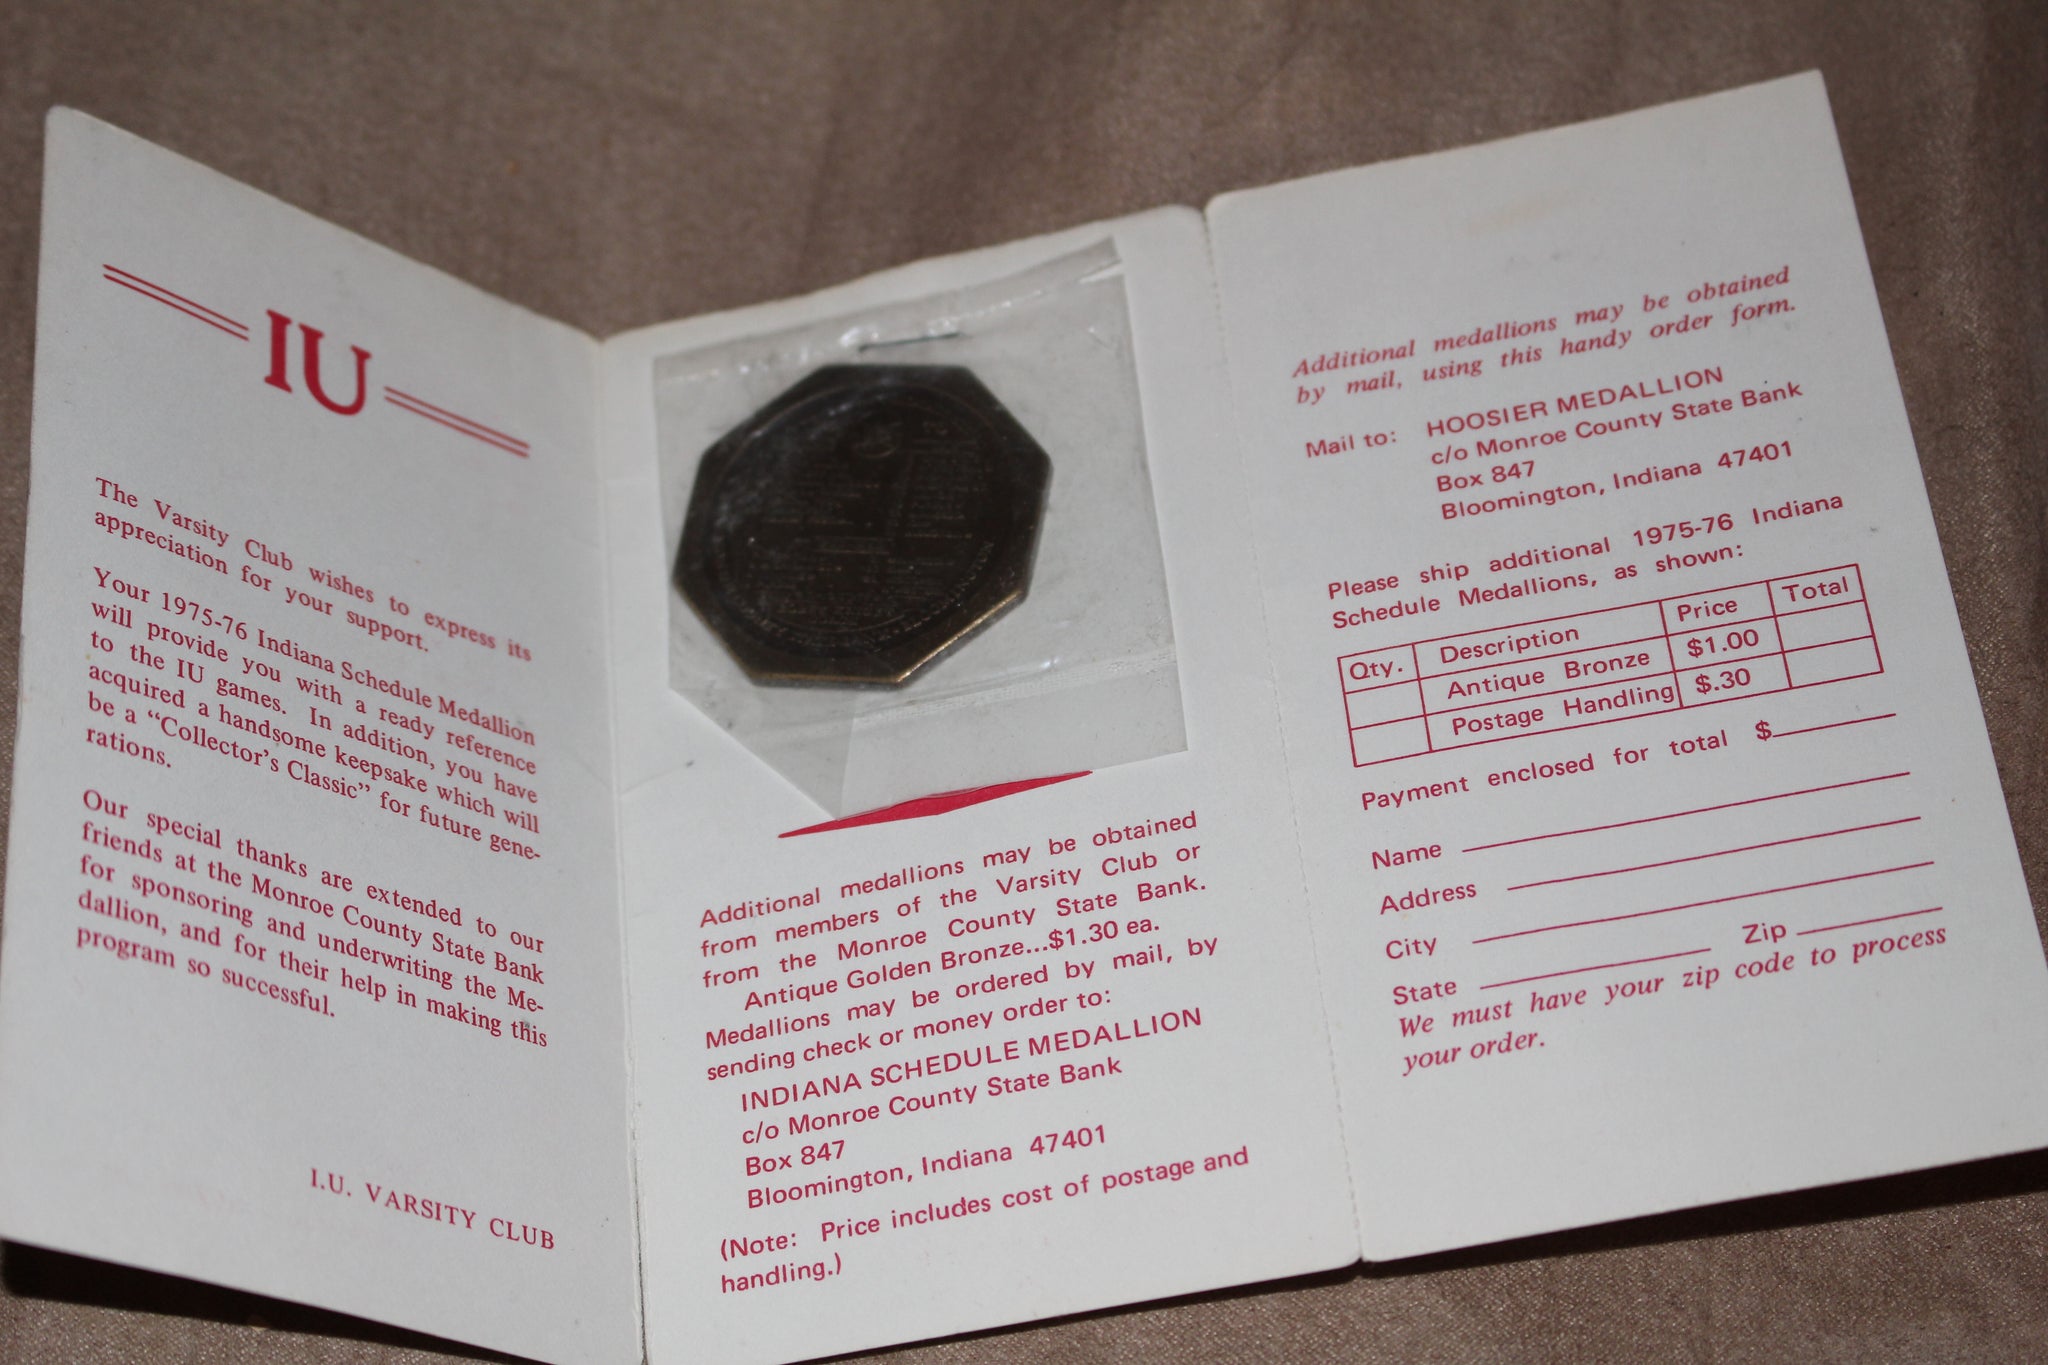 IU
The Varsity Club wishes to express its
appreciation for your support.
Your 1975-76 Indiana Schedule Medallion
will provide you with a ready reference
to the IU games. In addition, you have
acquired a handsome keepsake which will
be a "Collector's Classic" for future gene-
rations.
Our special thanks are extended to our
friends at the Monroe County State Bank
for sponsoring and underwriting the Me-
dallion, and for their help in making this
program so successful.
I.U. VARSITY CLUB
Additional medallions may be obtained
from members of the Varsity Club or
from the Monroe County State Bank.
Antique Golden Bronze...$1.30 ea.
Medallions may be ordered by mail, by
sending check or money order to:
INDIANA SCHEDULE MEDALLION
c/o Monroe County State Bank
Box 847
Bloomington, Indiana 47401
(Note: Price includes cost of postage and
handling.)
Additional medallions may be obtained
by mail, using this handy order form.
Mail to: HOOSIER MEDALLION
c/o Monroe County State Bank
Box 847
Bloomington, Indiana 47401
Please ship additional 1975-76 Indiana
Schedule Medallions, as shown:
Qty. Description Price Total
Antique Bronze $1.00
Postage Handling $.30
Payment enclosed for total $
Name
Address
City
State Zip
We must have your zip code to process
your order.